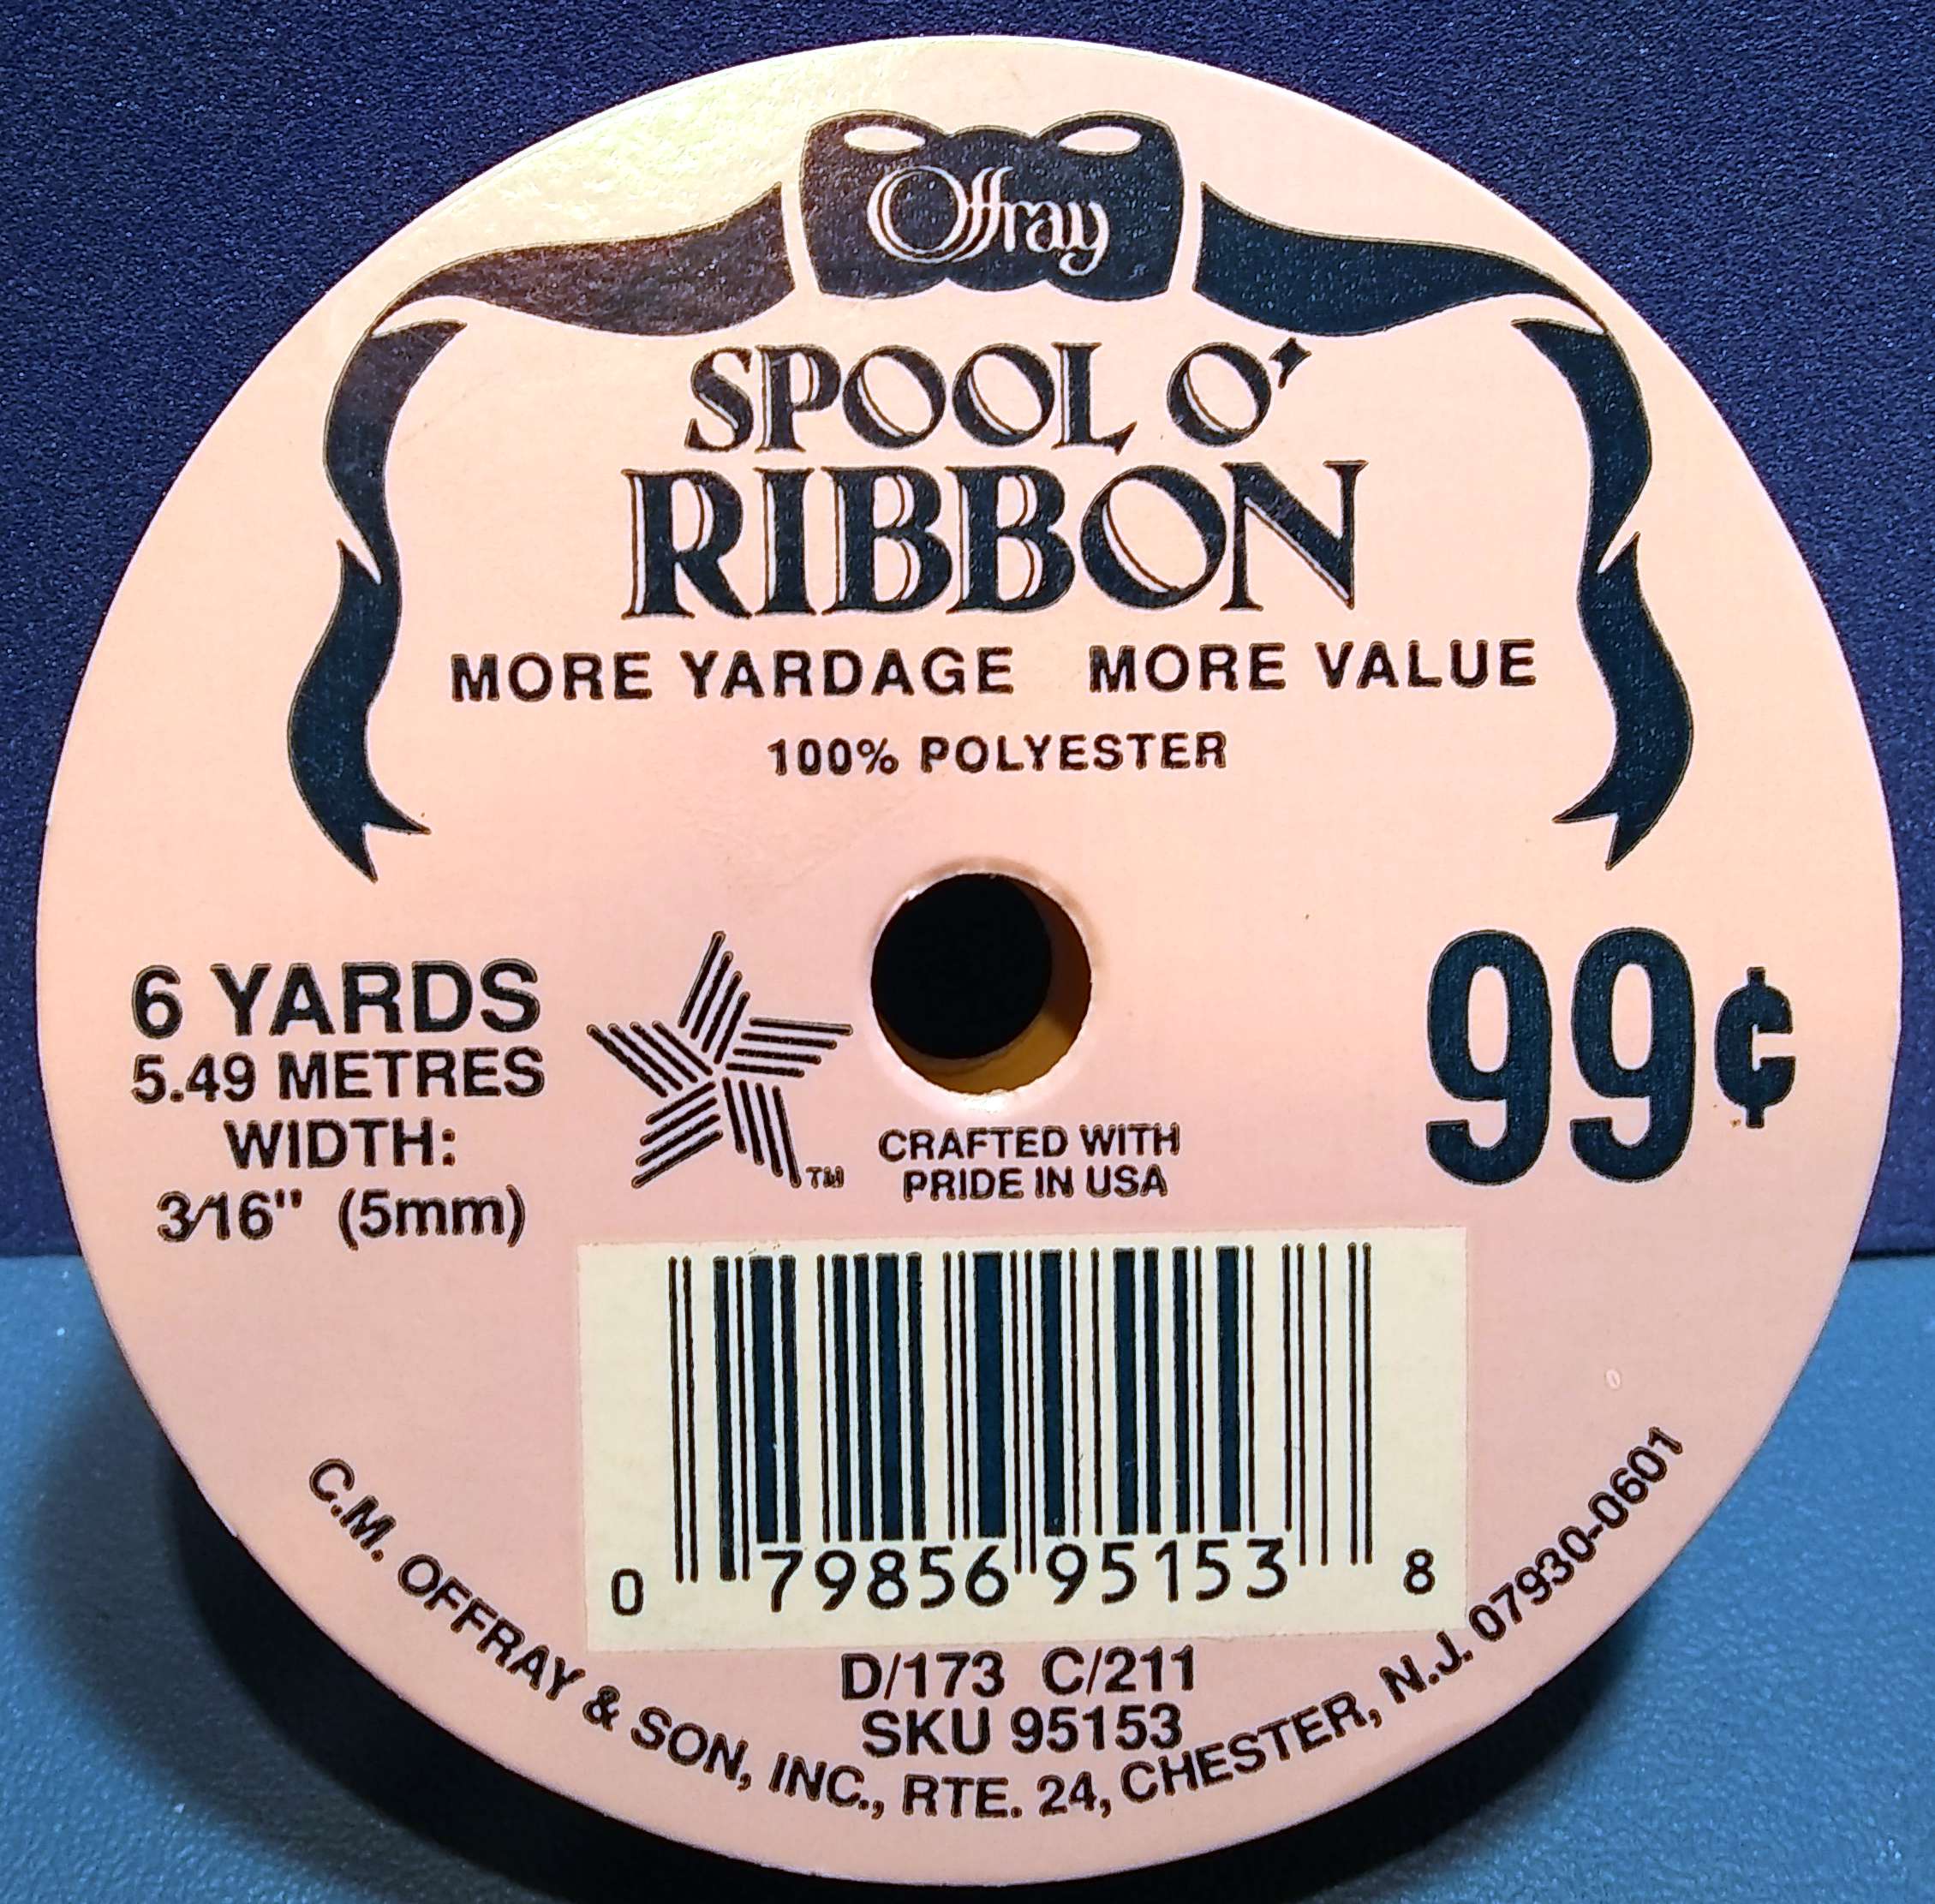 Offray
SPOOL O'
RIBBON
MORE YARDAGE MORE VALUE
100% POLYESTER
6 YARDS
5.49 METRES
WIDTH:
3/16" (5mm)
TM
CRAFTED WITH
PRIDE IN USA
99¢
0 79856 95153 8
D/173 C/211
SKU 95153
C.M. OFFRAY & SON, INC., RTE. 24, CHESTER, N.J. 07930-0601